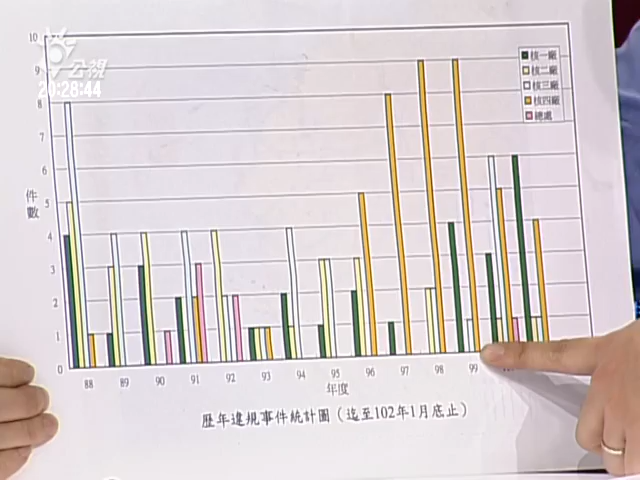 公視
20:28:44
10
9
8
7
6
5
4
3
2
1
0
件數
核一廠
核二廠
核三廠
核四廠
總處
88 89 90 91 92 93 94 95 96 97 98 99
年度
歷年違規事件統計圖（迄至102年1月底止）